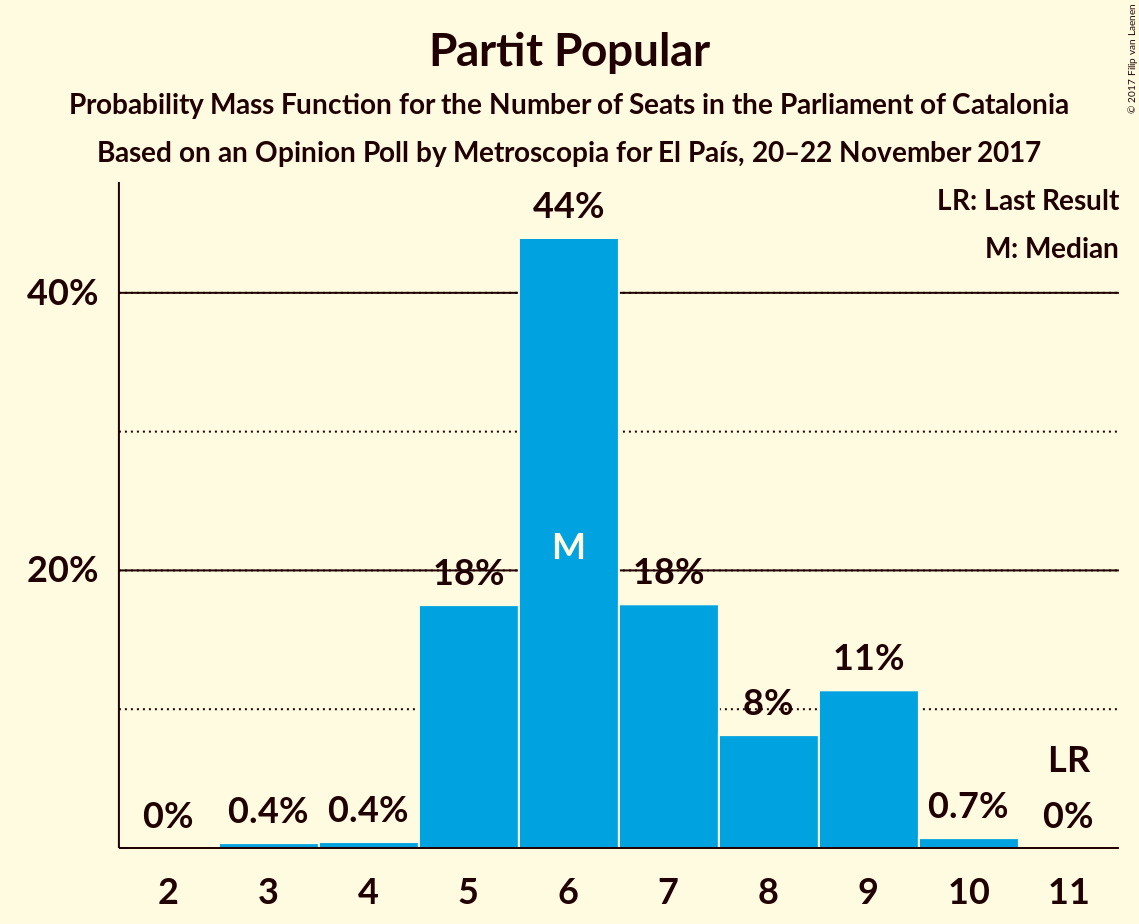 Partit Popular
Probability Mass Function for the Number of Seats in the Parliament of Catalonia
Based on an Opinion Poll by Metroscopia for El País, 20–22 November 2017
© 2017 Filip van Laenen
LR: Last Result
M: Median
44%
40%
M
20%
18%
18%
11%
8%
LR
0%
0.4%
0.4%
0.7%
0%
2 3 4 5 6 7 8 9 10 11